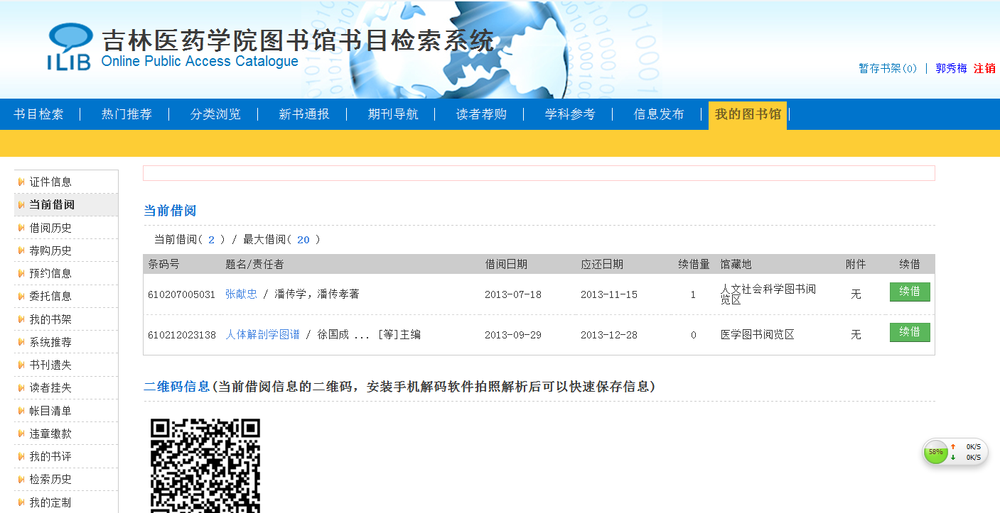 吉林医药学院图书馆书目检索系统
ILIB
Online Public Access Catalogue
暂存书架(0) | 郭秀梅 注销
书目检索 | 热门推荐 | 分类浏览 | 新书通报 | 期刊导航 | 读者荐购 | 学科参考 | 信息发布 | 我的图书馆 |
证件信息
当前借阅
借阅历史
荐购历史
预约信息
委托信息
我的书架
系统推荐
书刊遗失
读者挂失
帐目清单
违章缴款
我的书评
检索历史
我的定制
当前借阅
当前借阅( 2 ) / 最大借阅( 20 )
条码号 题名/责任者 借阅日期 应还日期 续借量 馆藏地 附件 续借
610207005031 张献忠 / 潘传学，潘传孝著 2013-07-18 2013-11-15 1 人文社会科学图书阅
览区 无 续借
610212023138 人体解剖学图谱 / 徐国成 ... [等]主编 2013-09-29 2013-12-28 0 医学图书阅览区 无 续借
二维码信息(当前借阅信息的二维码，安装手机解码软件拍照解析后可以快速保存信息)
58% 0K/S
0K/S